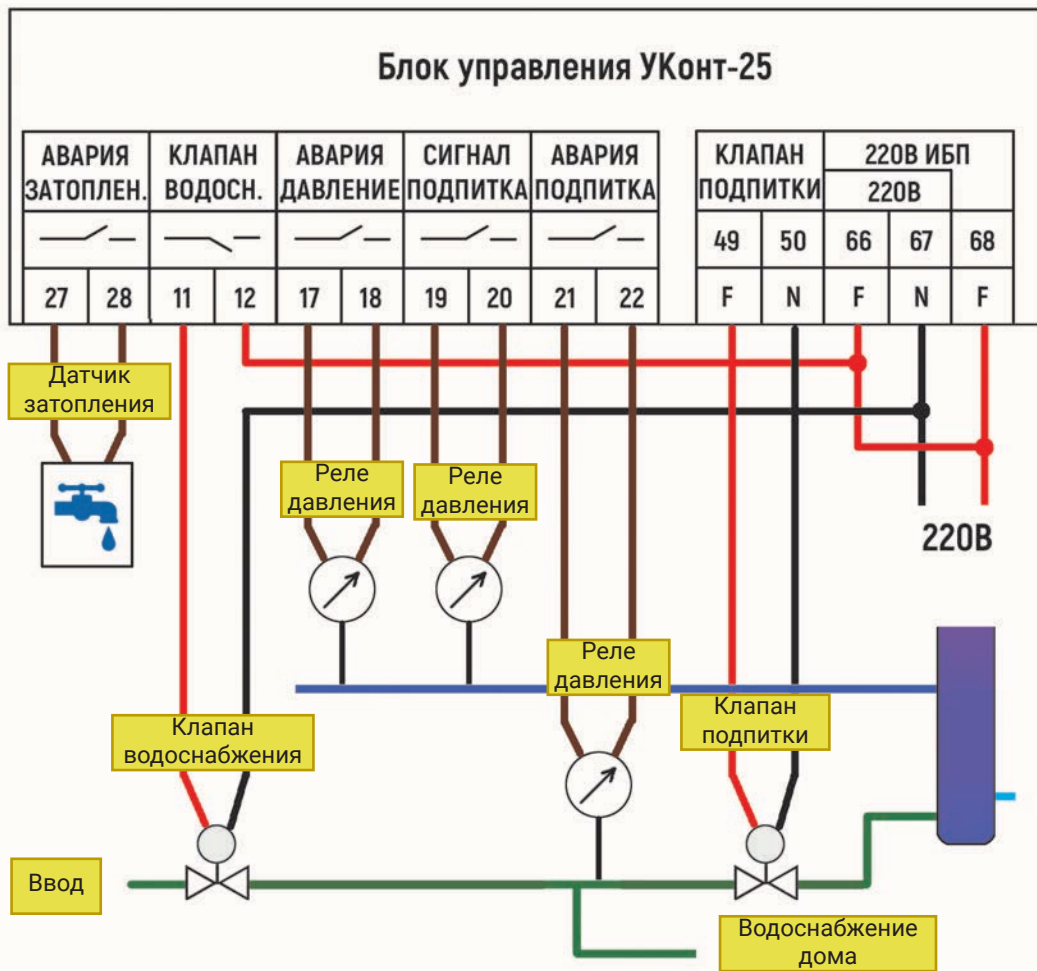 Блок управления УКонт-25
АВАРИЯ ЗАТОПЛЕН.
КЛАПАН ВОДОСН.
АВАРИЯ ДАВЛЕНИЕ
СИГНАЛ ПОДПИТКА
АВАРИЯ ПОДПИТКА
КЛАПАН ПОДПИТКИ
220В ИБП
220В
49 50 66 67 68
27 28 11 12 17 18 19 20 21 22
F N F N F
Датчик
затопления
Реле
давления
Реле
давления
220В
Реле
давления
Клапан
водоснабжения
Клапан
подпитки
Ввод
Водоснабжение
дома